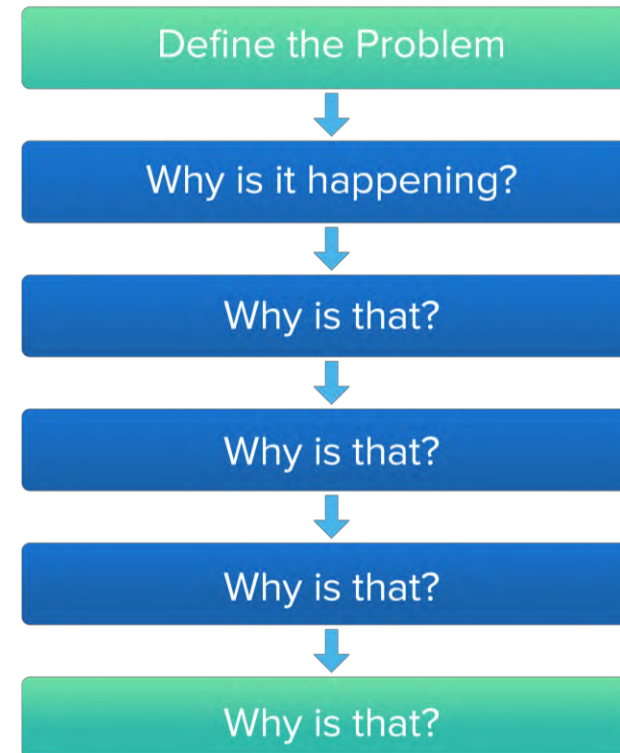 Define the Problem
Why is it happening?
Why is that?
Why is that?
Why is that?
Why is that?